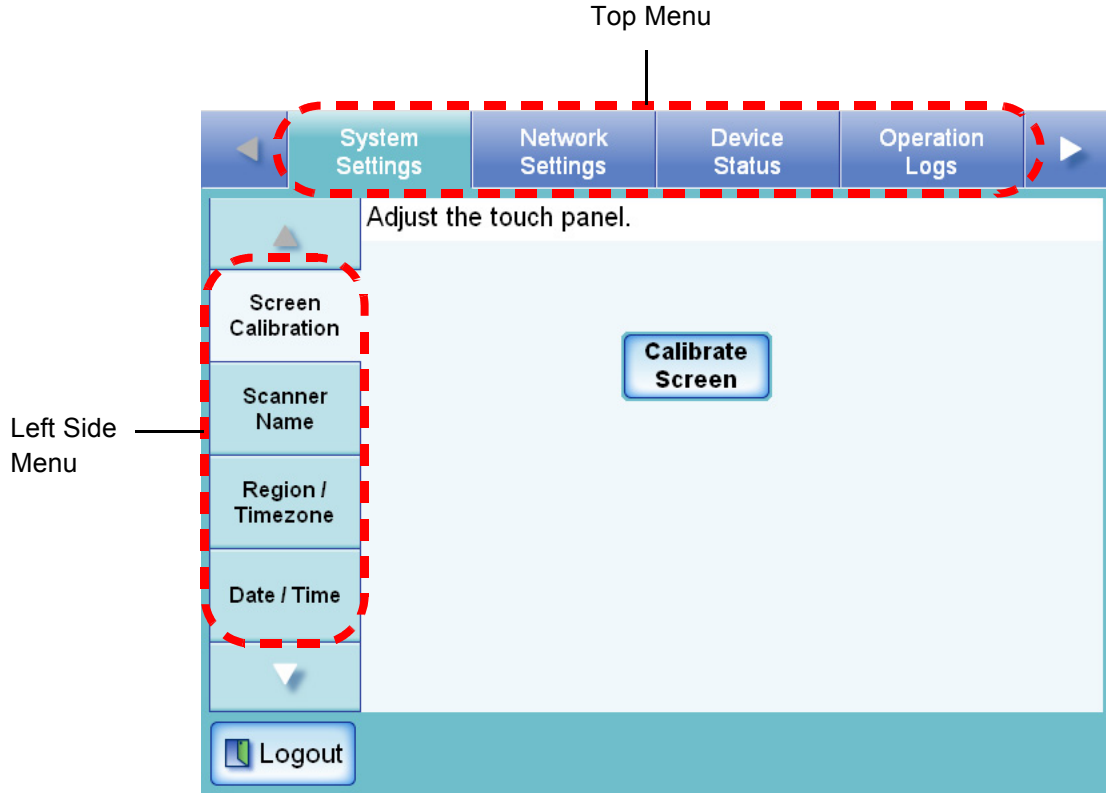 Top Menu
System
Settings
Network
Settings
Device
Status
Operation
Logs
Adjust the touch panel.
Screen
Calibration
Calibrate
Screen
Scanner
Name
Left Side
Menu
Region /
Timezone
Date / Time
Logout